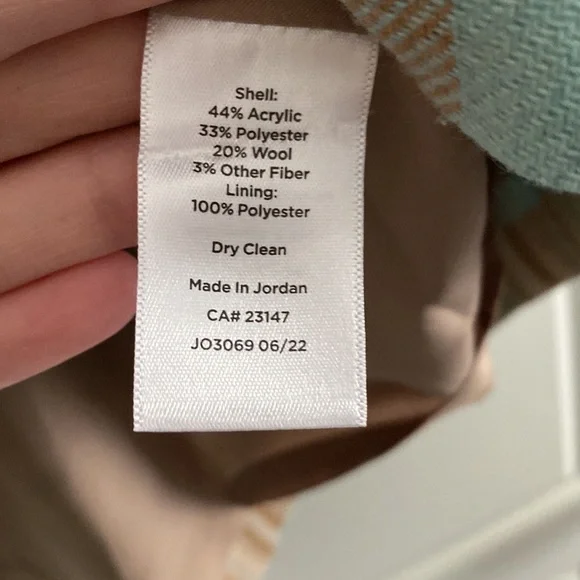 Shell:
44% Acrylic
33% Polyester
20% Wool
3% Other Fiber
Lining:
100% Polyester
Dry Clean
Made In Jordan
CA# 23147
JO3069 06/22